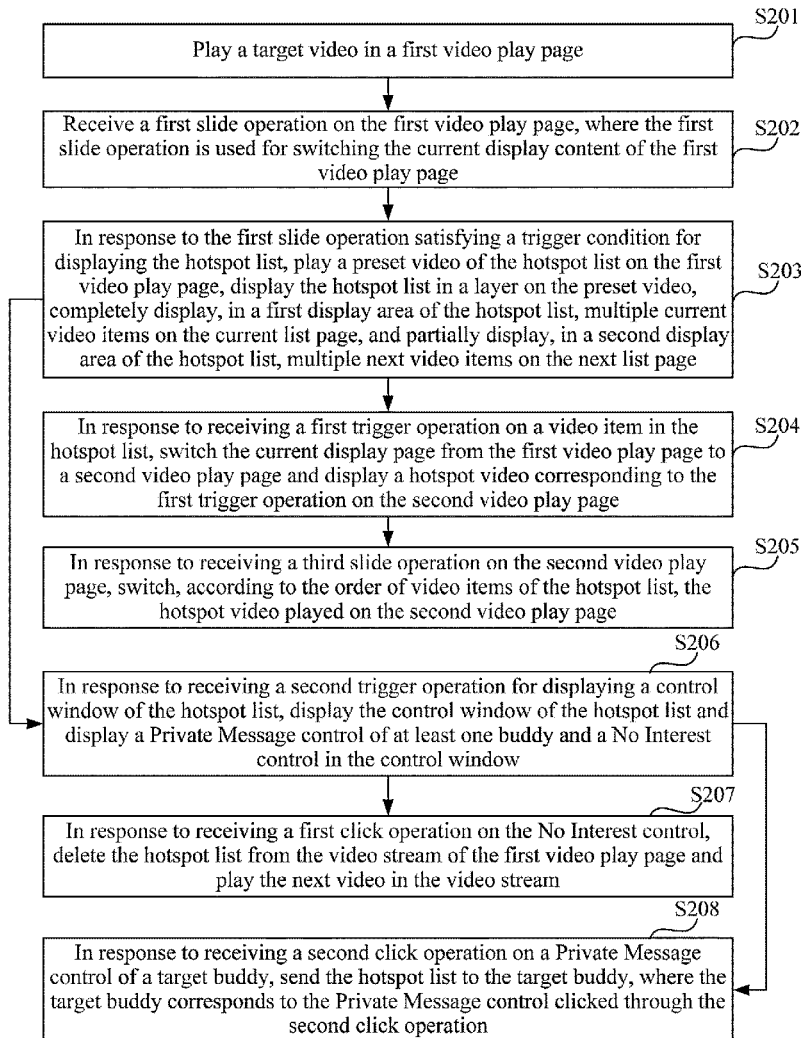 S201
Play a target video in a first video play page
S202
Receive a first slide operation on the first video play page, where the first
slide operation is used for switching the current display content of the first
video play page
S203
In response to the first slide operation satisfying a trigger condition for
displaying the hotspot list, play a preset video of the hotspot list on the first
video play page, display the hotspot list in a layer on the preset video,
completely display, in a first display area of the hotspot list, multiple current
video items on the current list page, and partially display, in a second display
area of the hotspot list, multiple next video items on the next list page
S204
In response to receiving a first trigger operation on a video item in the
hotspot list, switch the current display page from the first video play page to
a second video play page and display a hotspot video corresponding to the
first trigger operation on the second video play page
S205
In response to receiving a third slide operation on the second video play
page, switch, according to the order of video items of the hotspot list, the
hotspot video played on the second video play page
S206
In response to receiving a second trigger operation for displaying a control
window of the hotspot list, display the control window of the hotspot list and
display a Private Message control of at least one buddy and a No Interest
control in the control window
S207
In response to receiving a first click operation on the No Interest control,
delete the hotspot list from the video stream of the first video play page and
play the next video in the video stream
S208
In response to receiving a second click operation on a Private Message
control of a target buddy, send the hotspot list to the target buddy, where the
target buddy corresponds to the Private Message control clicked through the
second click operation